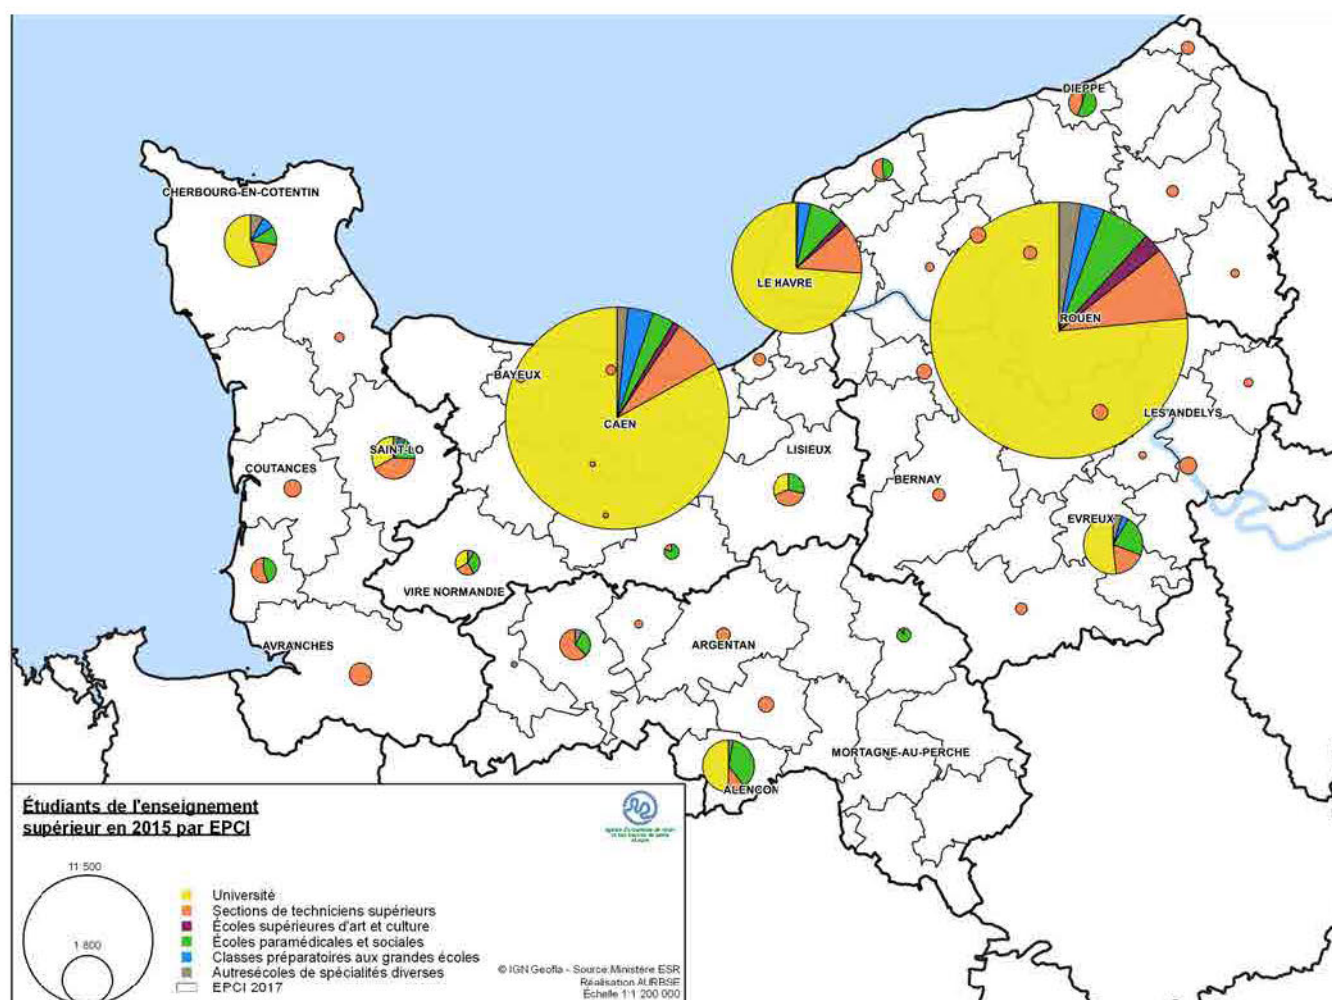 DIEPPE
CHERBOURG-EN-COTENTIN
LE HAVRE
ROUEN
BAYEUX
CAEN
LES ANDELYS
SAINT-LO
LISIEUX
COUTANCES
BERNAY
EVREUX
VIRE NORMANDIE
AVRANCHES
ARGENTAN
MORTAGNE-AU-PERCHE
ALENCON
Étudiants de l'enseignement
supérieur en 2015 par EPCI
11 500
1 800
Université
Sections de techniciens supérieurs
Écoles supérieures d'art et culture
Écoles paramédicales et sociales
Classes préparatoires aux grandes écoles
Autresécoles de spécialités diverses
EPCI 2017
© IGN Geofla - Source:Ministère ESR
Réalisation AURBSE
Échelle 1:1 200 000